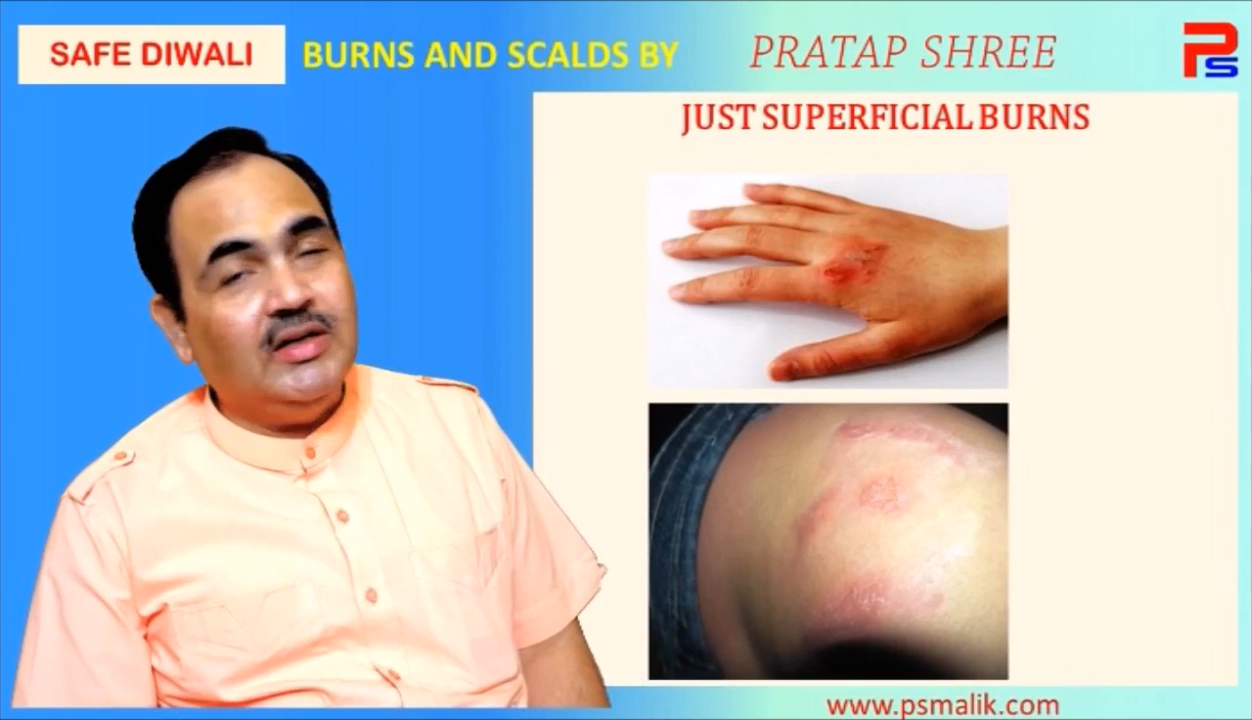 SAFE DIWALI
BURNS AND SCALDS BY
PRATAP SHREE
PS
JUST SUPERFICIAL BURNS
www.psmalik.com